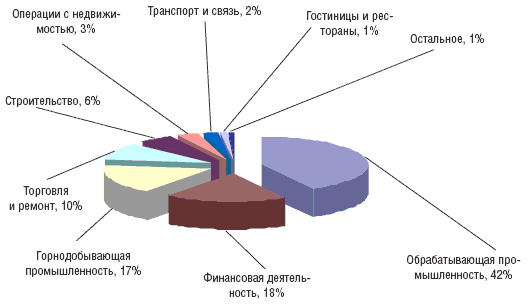 Операции с недвижи-
мостью, 3%
Транспорт и связь, 2%
Гостиницы и рес-
тораны, 1%
Остальное, 1%
Строительство, 6%
Торговля
и ремонт, 10%
Горнодобывающая
промышленность, 17%
Финансовая деятель-
ность, 18%
Обрабатывающая про-
мышленность, 42%